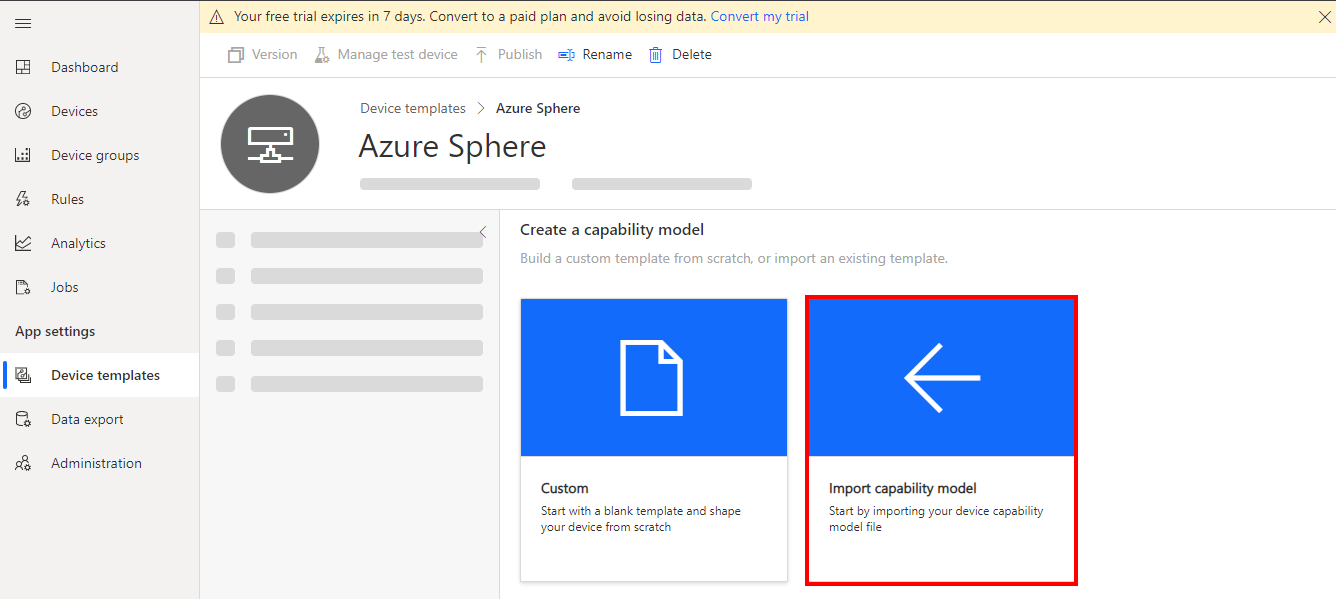 Your free trial expires in 7 days. Convert to a paid plan and avoid losing data. Convert my trial
Version Manage test device Publish Rename Delete
Dashboard
Devices
Device groups
Rules
Analytics
Jobs
App settings
Device templates
Data export
Administration
Device templates Azure Sphere
Azure Sphere
Create a capability model
Build a custom template from scratch, or import an existing template.
Custom
Start with a blank template and shape
your device from scratch
Import capability model
Start by importing your device capability
model file